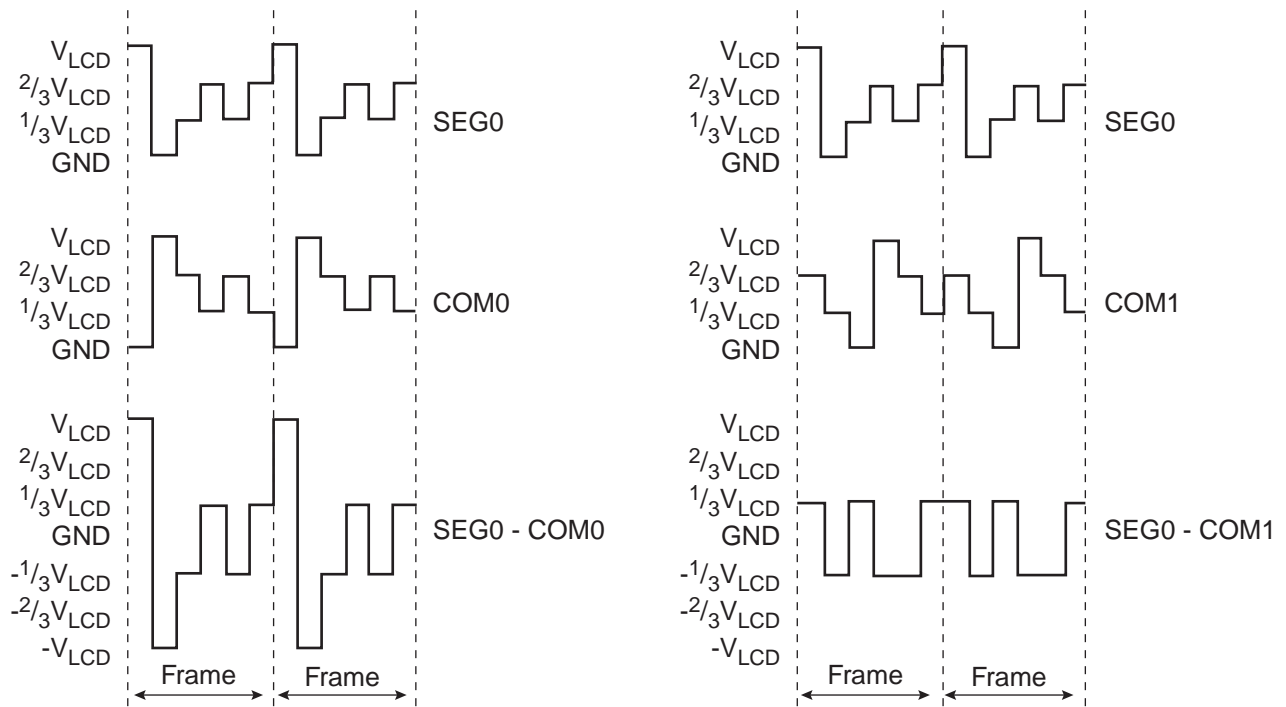 V_LCD
2/3V_LCD
1/3V_LCD
GND
SEG0
V_LCD
2/3V_LCD
1/3V_LCD
GND
COM0
V_LCD
2/3V_LCD
1/3V_LCD
GND
-1/3V_LCD
-2/3V_LCD
-V_LCD
SEG0 - COM0
Frame
Frame
V_LCD
2/3V_LCD
1/3V_LCD
GND
SEG0
V_LCD
2/3V_LCD
1/3V_LCD
GND
COM1
V_LCD
2/3V_LCD
1/3V_LCD
GND
-1/3V_LCD
-2/3V_LCD
-V_LCD
SEG0 - COM1
Frame
Frame